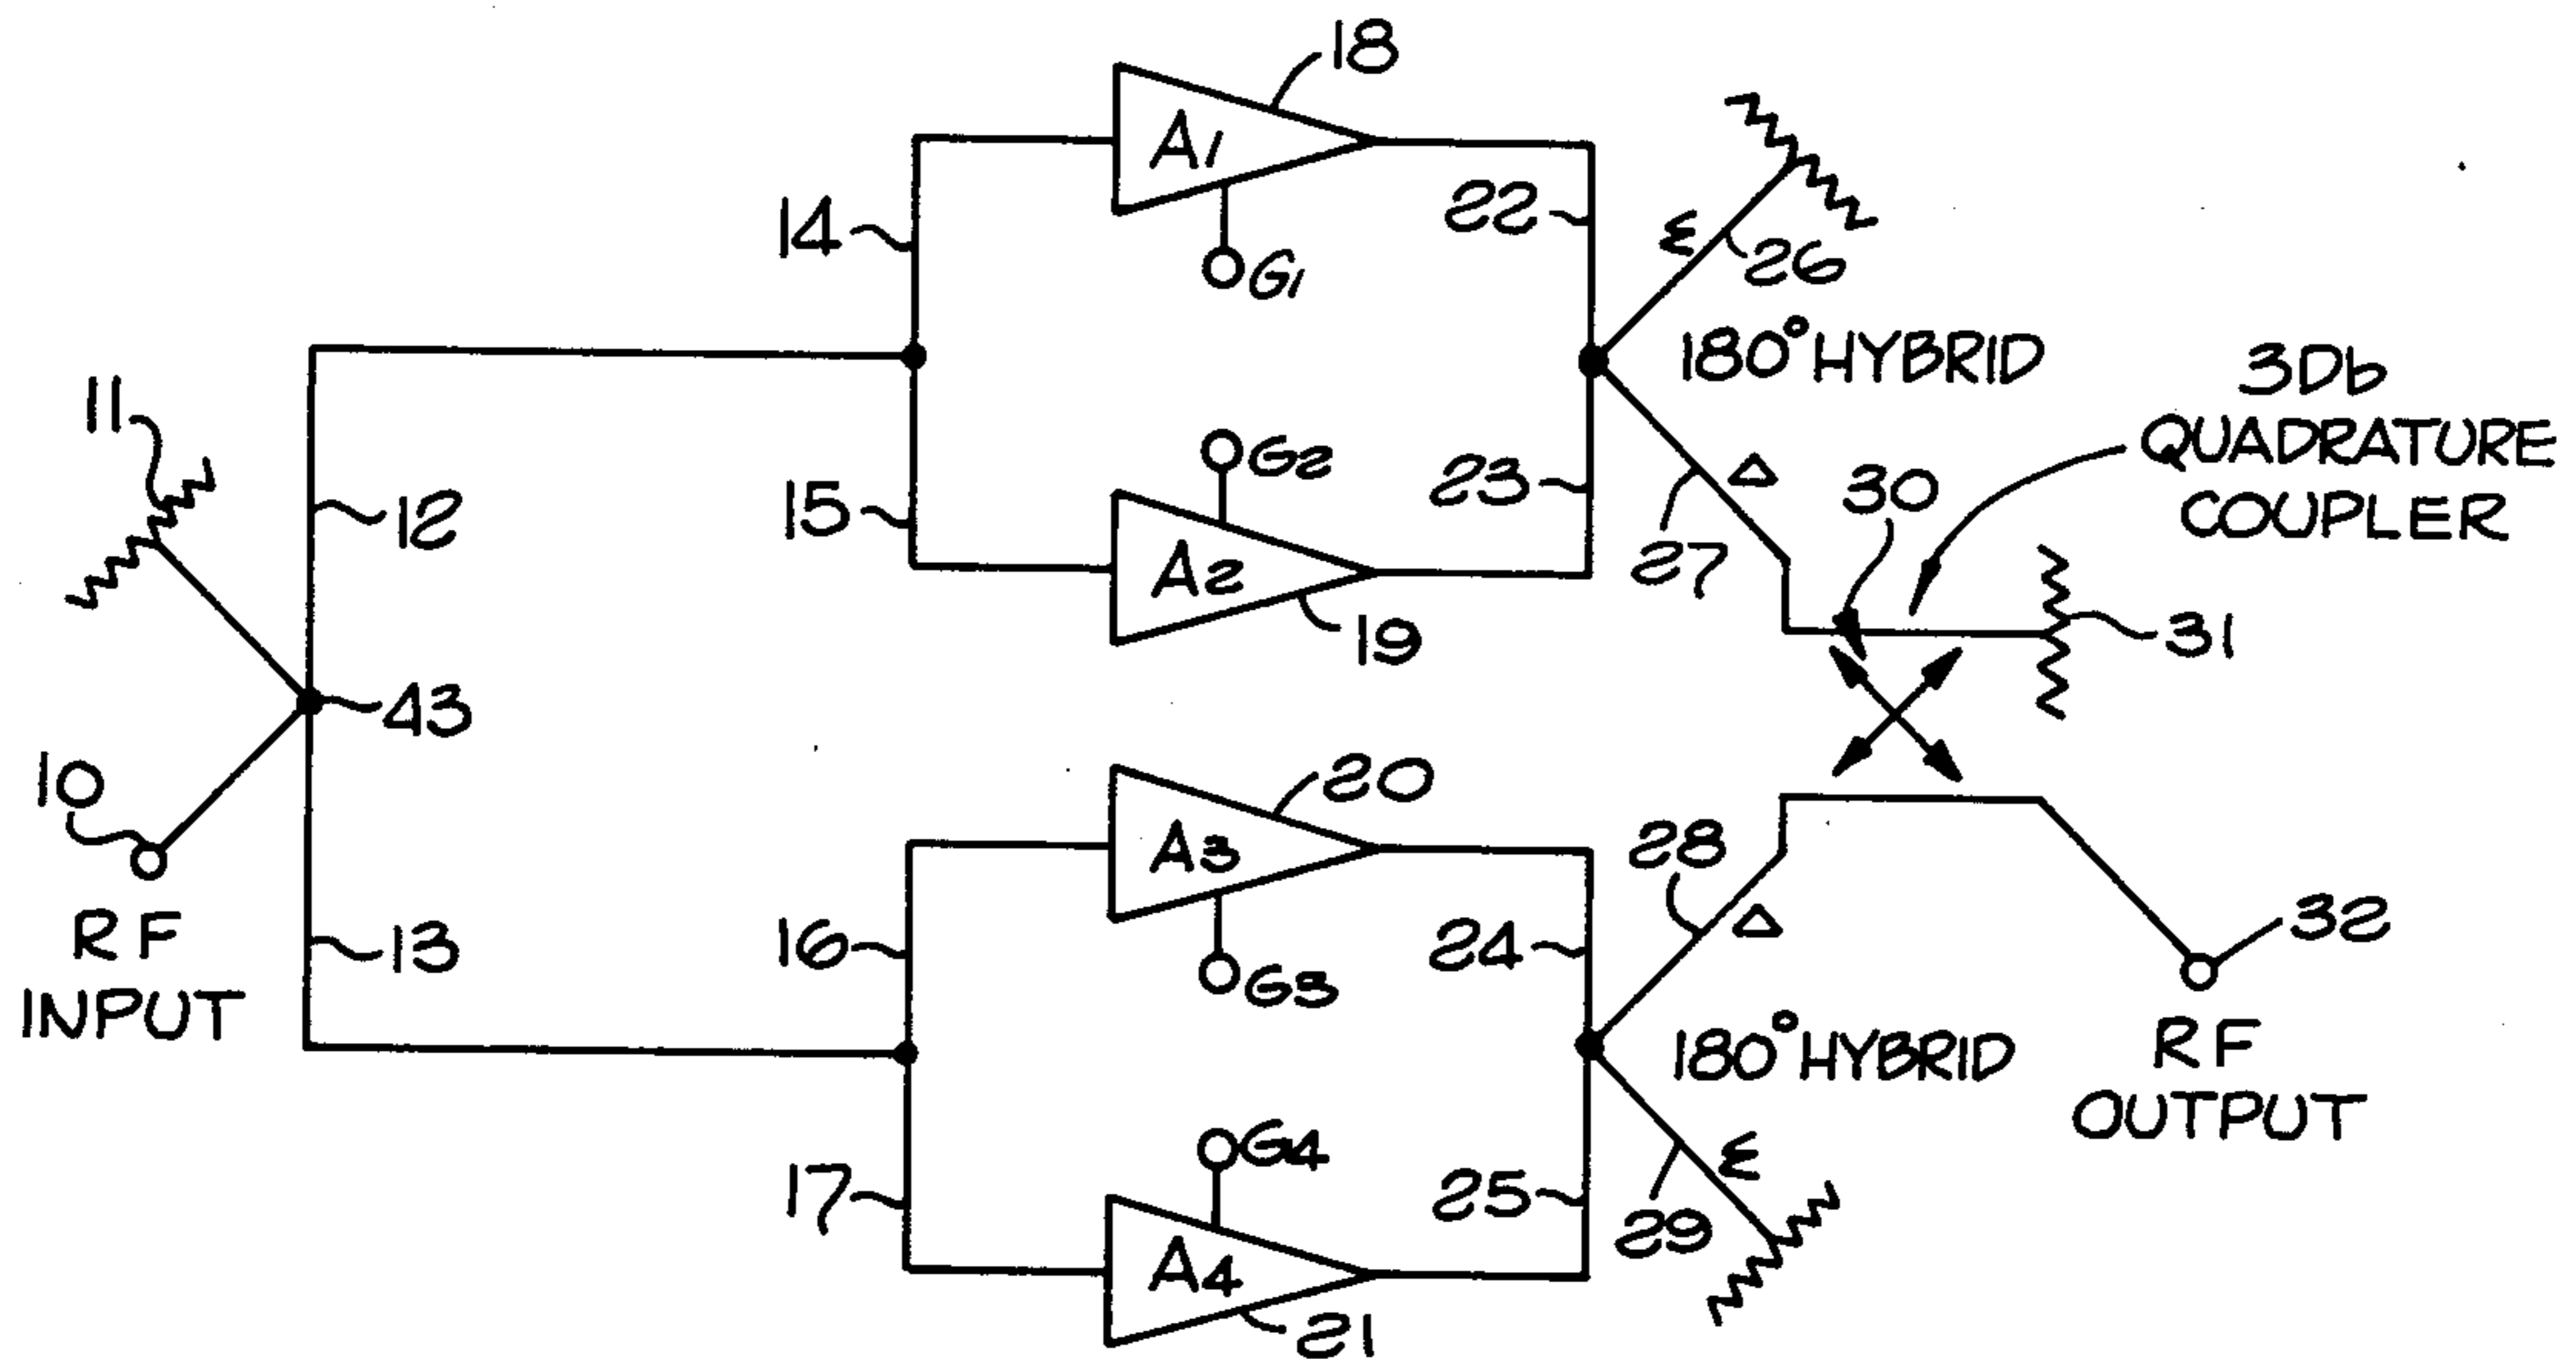 18
A1
14
22
G1
Σ
26
180° HYBRID
3Db
QUADRATURE
COUPLER
11
12
15
G2
23
Δ
30
27
A2
19
31
43
10
RF
INPUT
13
20
A3
28
Δ
16
24
G3
32
180° HYBRID
RF
OUTPUT
17
G4
25
Σ
29
A4
21